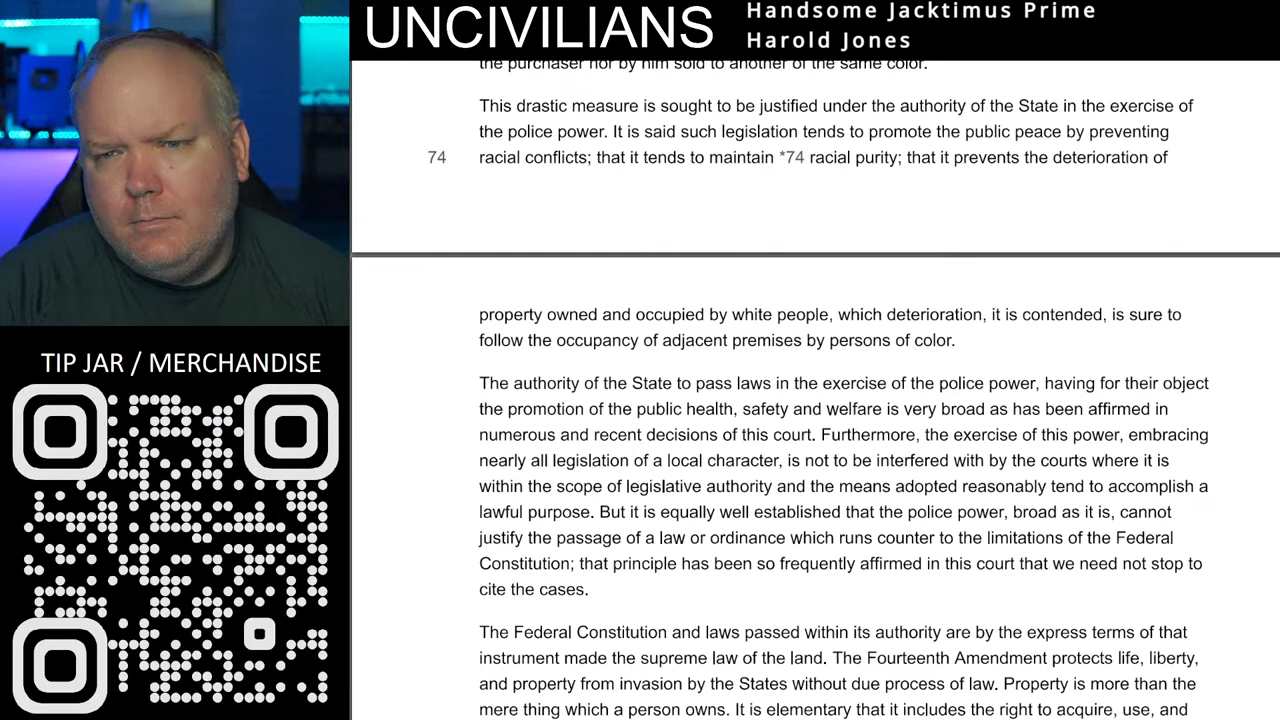 UNCIVILIANS
Handsome Jacktimus Prime
Harold Jones
TIP JAR / MERCHANDISE
the purchaser nor by him sold to another of the same color.
This drastic measure is sought to be justified under the authority of the State in the exercise of
the police power. It is said such legislation tends to promote the public peace by preventing
74 racial conflicts; that it tends to maintain *74 racial purity; that it prevents the deterioration of
property owned and occupied by white people, which deterioration, it is contended, is sure to
follow the occupancy of adjacent premises by persons of color.
The authority of the State to pass laws in the exercise of the police power, having for their object
the promotion of the public health, safety and welfare is very broad as has been affirmed in
numerous and recent decisions of this court. Furthermore, the exercise of this power, embracing
nearly all legislation of a local character, is not to be interfered with by the courts where it is
within the scope of legislative authority and the means adopted reasonably tend to accomplish a
lawful purpose. But it is equally well established that the police power, broad as it is, cannot
justify the passage of a law or ordinance which runs counter to the limitations of the Federal
Constitution; that principle has been so frequently affirmed in this court that we need not stop to
cite the cases.
The Federal Constitution and laws passed within its authority are by the express terms of that
instrument made the supreme law of the land. The Fourteenth Amendment protects life, liberty,
and property from invasion by the States without due process of law. Property is more than the
mere thing which a person owns. It is elementary that it includes the right to acquire, use, and